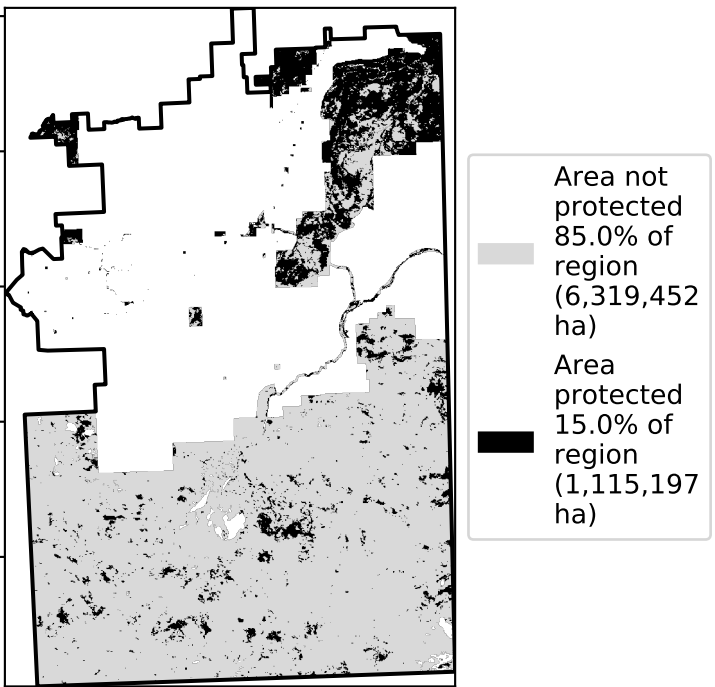 Area not
protected
85.0% of
region
(6,319,452
ha)
Area
protected
15.0% of
region
(1,115,197
ha)